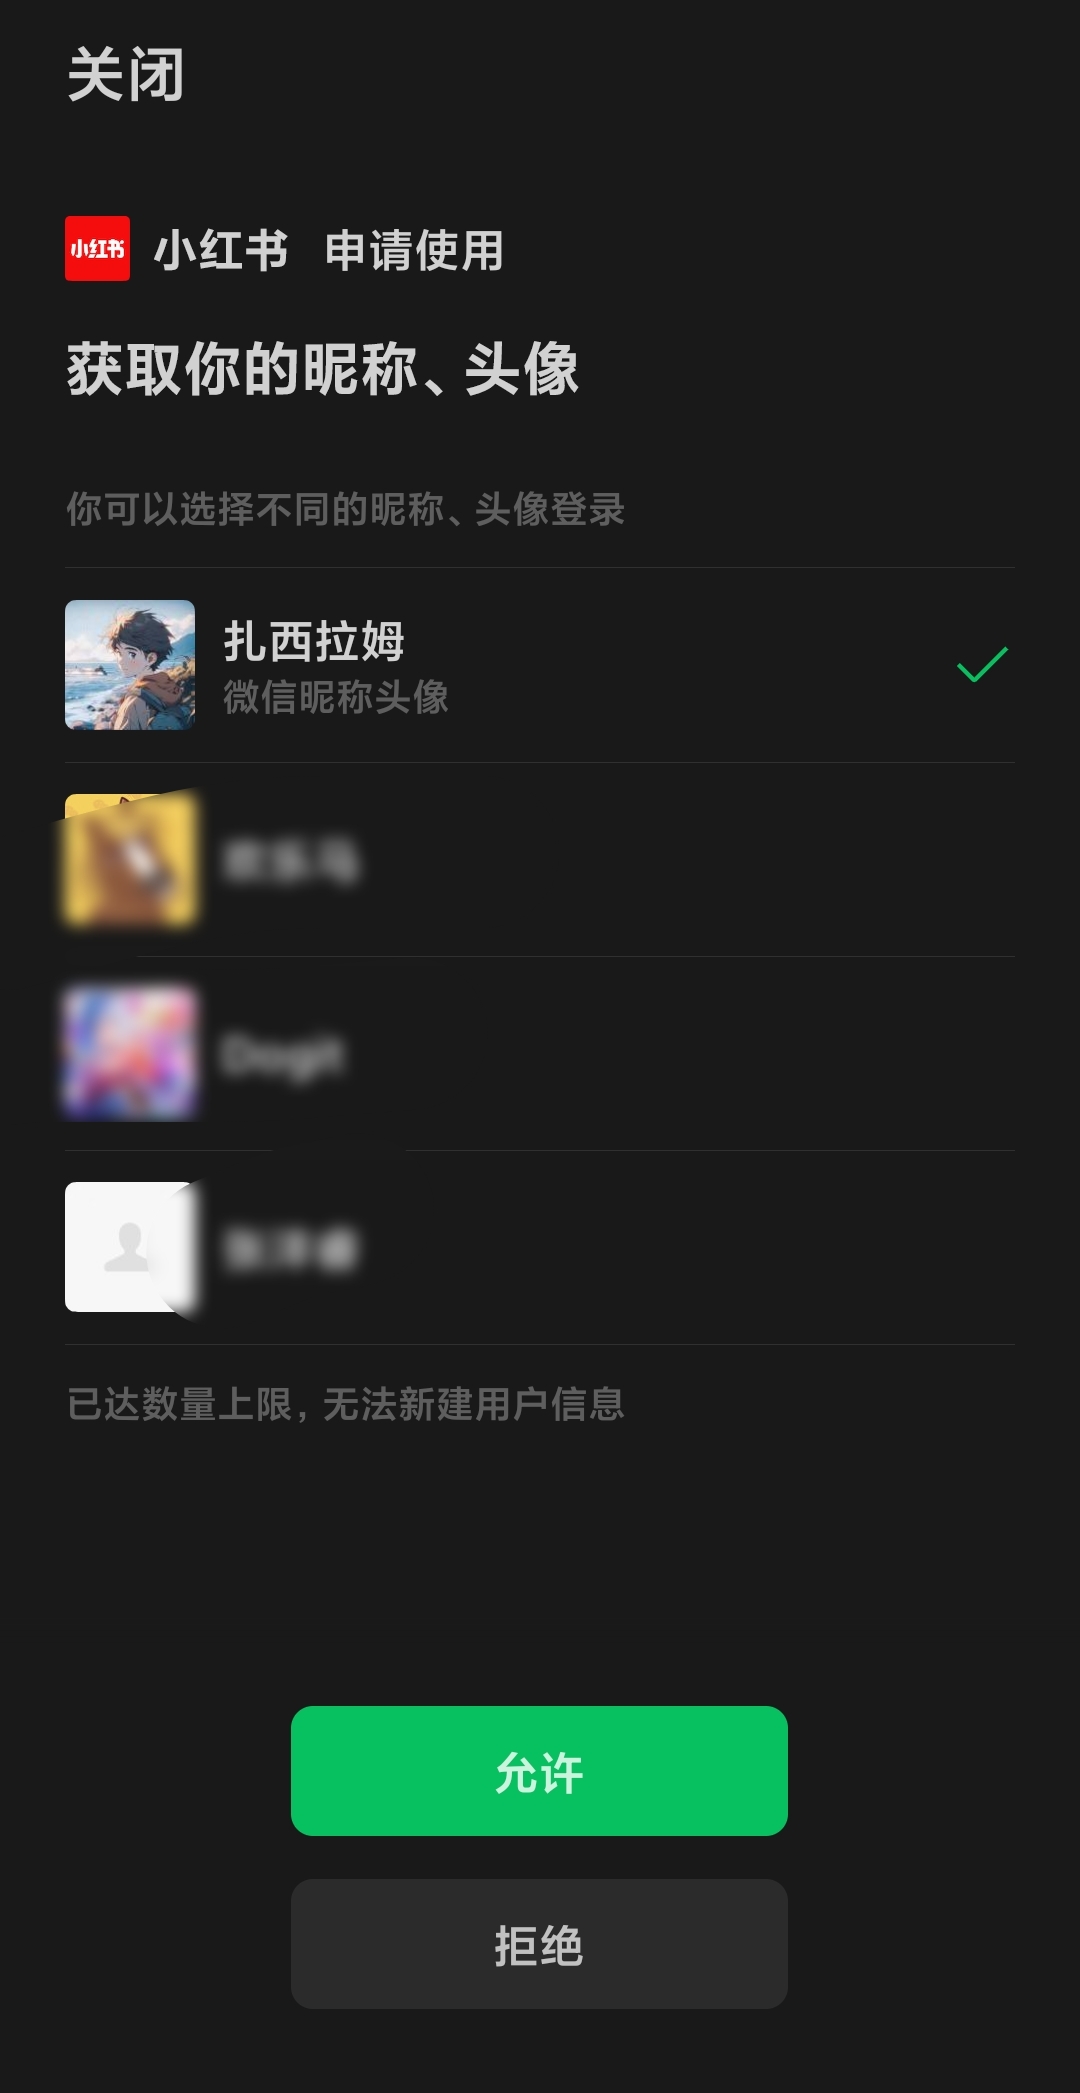 关闭
小红书
小红书 申请使用
获取你的昵称、头像
你可以选择不同的昵称、头像登录
扎西拉姆
微信昵称头像
Dogit
已达数量上限，无法新建用户信息
允许
拒绝